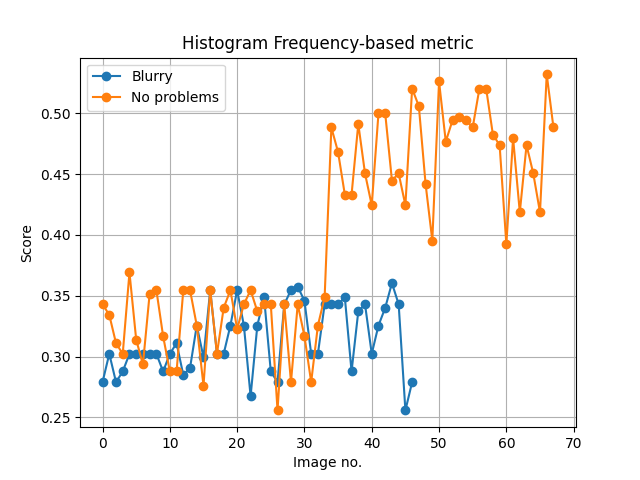 Histogram Frequency-based metric
Blurry
No problems
0.50
0.45
0.40
0.35
0.30
0.25
Score
0 10 20 30 40 50 60 70
Image no.